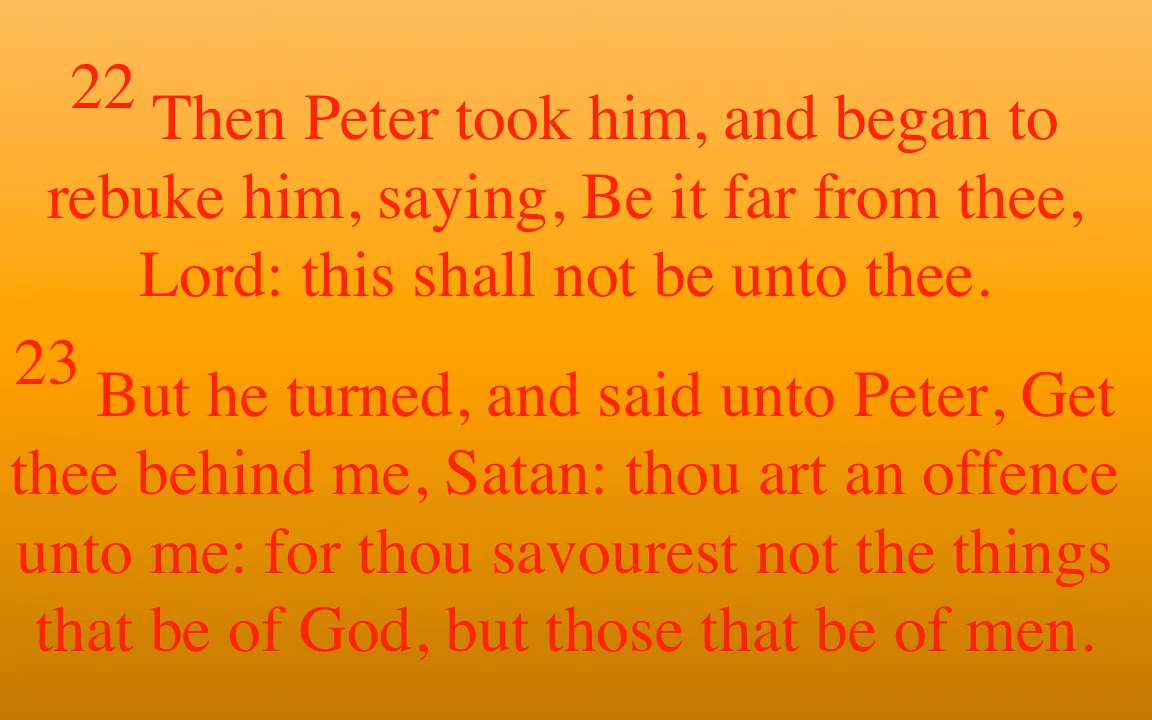 22 Then Peter took him, and began to
rebuke him, saying, Be it far from thee,
Lord: this shall not be unto thee.
23 But he turned, and said unto Peter, Get
thee behind me, Satan: thou art an offence
unto me: for thou savourest not the things
that be of God, but those that be of men.